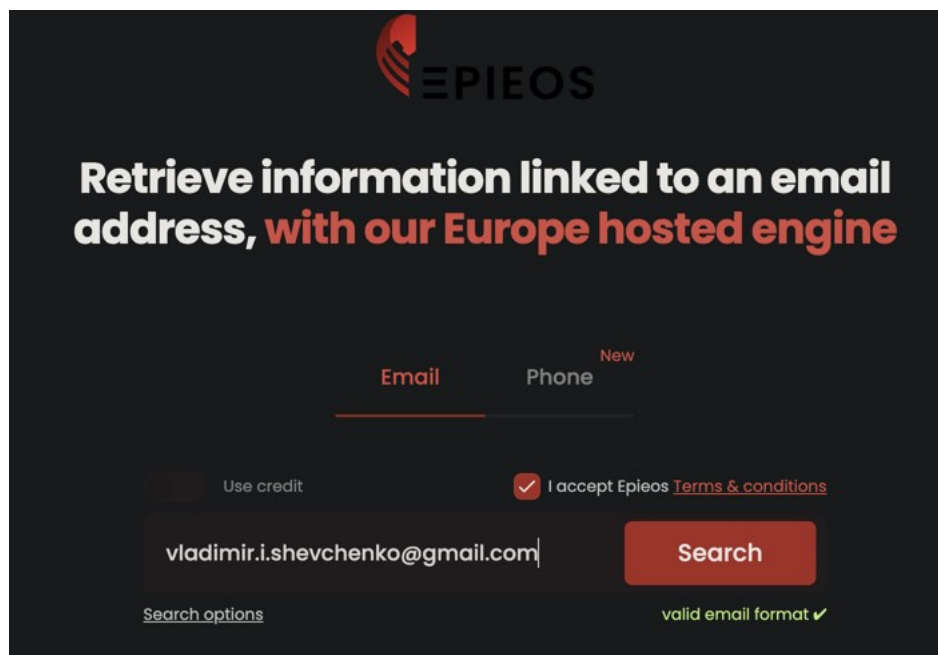 EPIEOS
Retrieve information linked to an email
address, with our Europe hosted engine
New
Email Phone
Use credit I accept Epieos Terms & conditions
vladimir.i.shevchenko@gmail.com Search
Search options valid email format ✔